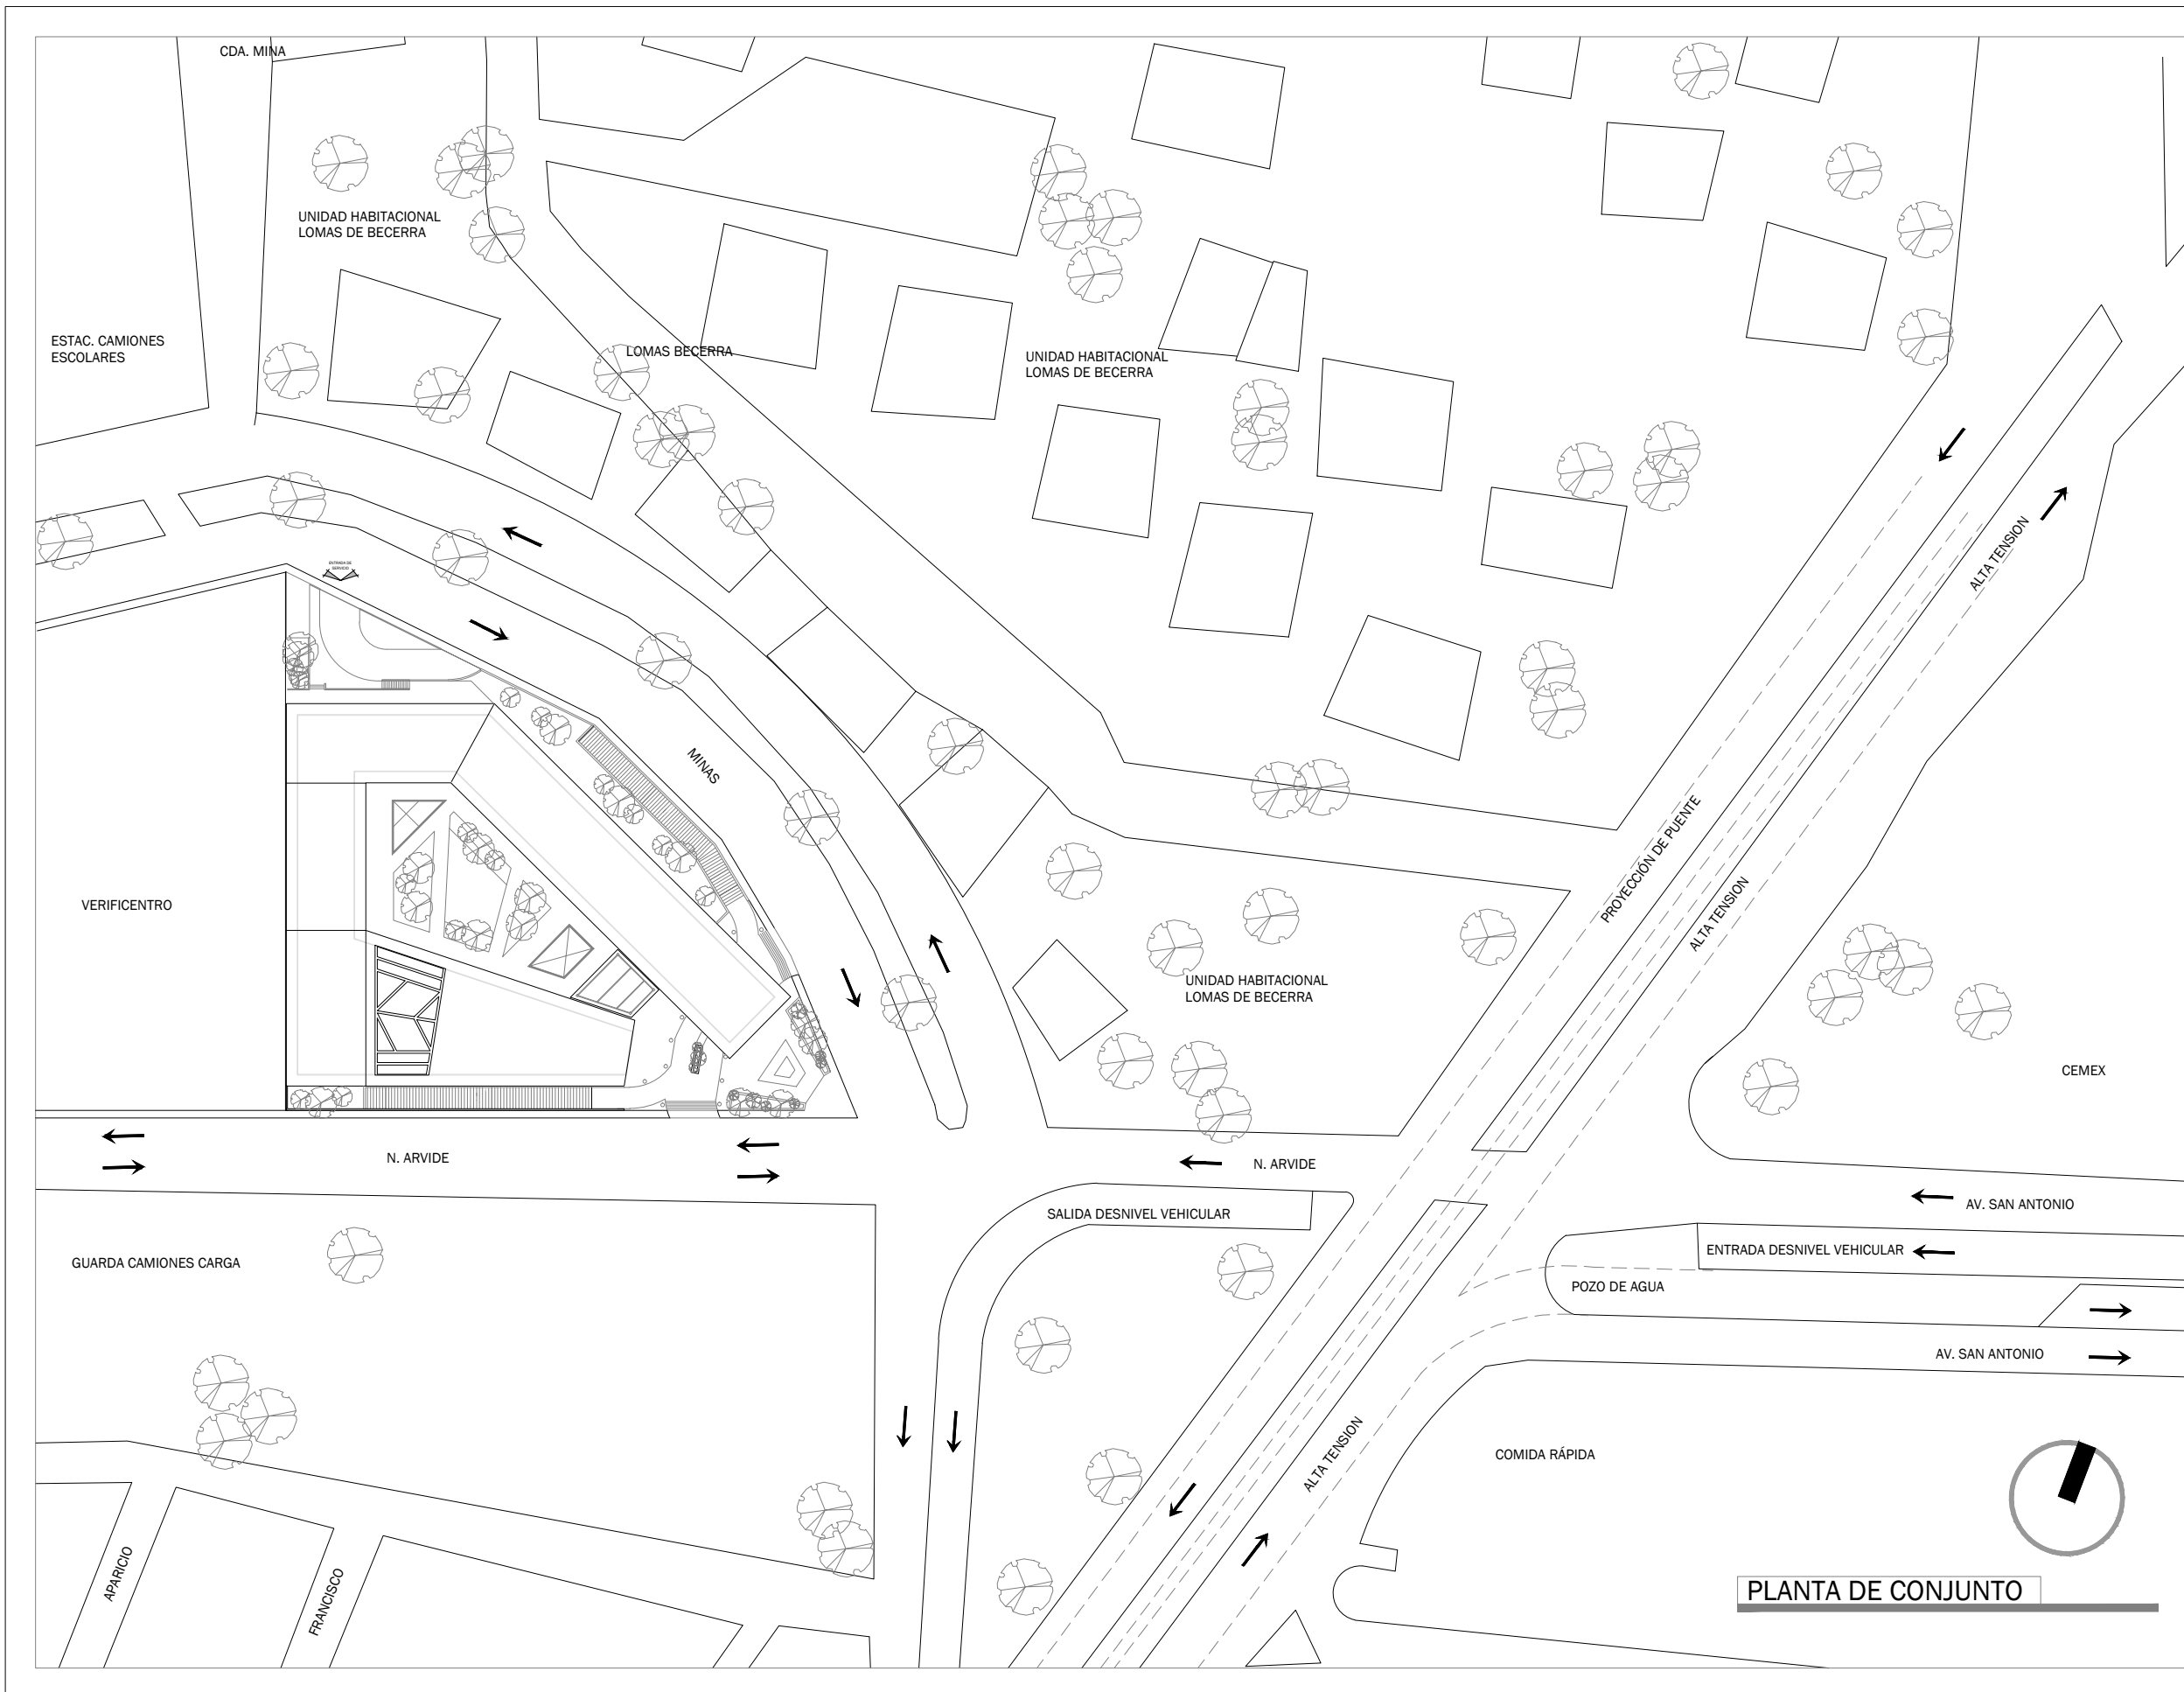 CDA. MINA
UNIDAD HABITACIONAL
LOMAS DE BECERRA
ESTAC. CAMIONES
ESCOLARES
LOMAS BECERRA
UNIDAD HABITACIONAL
LOMAS DE BECERRA
ALTA TENSION
ENTRADA DE
SERVICIO
MINAS
PROYECCIÓN DE PUENTE
ALTA TENSION
VERIFICENTRO
UNIDAD HABITACIONAL
LOMAS DE BECERRA
CEMEX
N. ARVIDE
N. ARVIDE
SALIDA DESNIVEL VEHICULAR
AV. SAN ANTONIO
ENTRADA DESNIVEL VEHICULAR
GUARDA CAMIONES CARGA
POZO DE AGUA
AV. SAN ANTONIO
ALTA TENSION
COMIDA RÁPIDA
APARICIO
FRANCISCO
PLANTA DE CONJUNTO